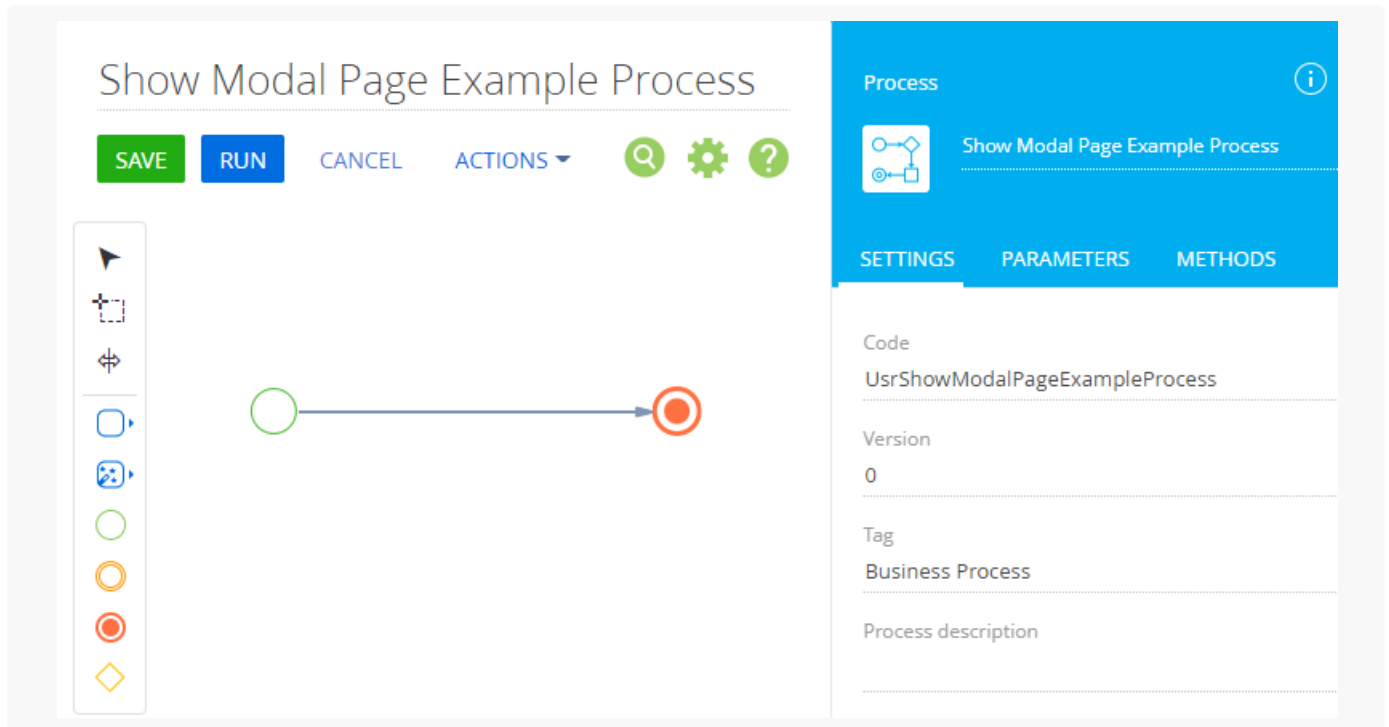 Show Modal Page Example Process
SAVE RUN CANCEL ACTIONS
Process
Show Modal Page Example Process
SETTINGS PARAMETERS METHODS
Code
UsrShowModalPageExampleProcess
Version
0
Tag
Business Process
Process description